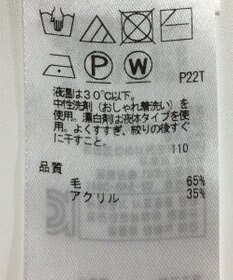 P W
P22T
液温は30℃以下。
中性洗剤(おしゃれ着洗い)を
使用。漂白剤は液体タイプを使
用。よくすすぎ、絞りの後すぐ
に干すこと。
110
品質
毛 65%
アクリル 35%